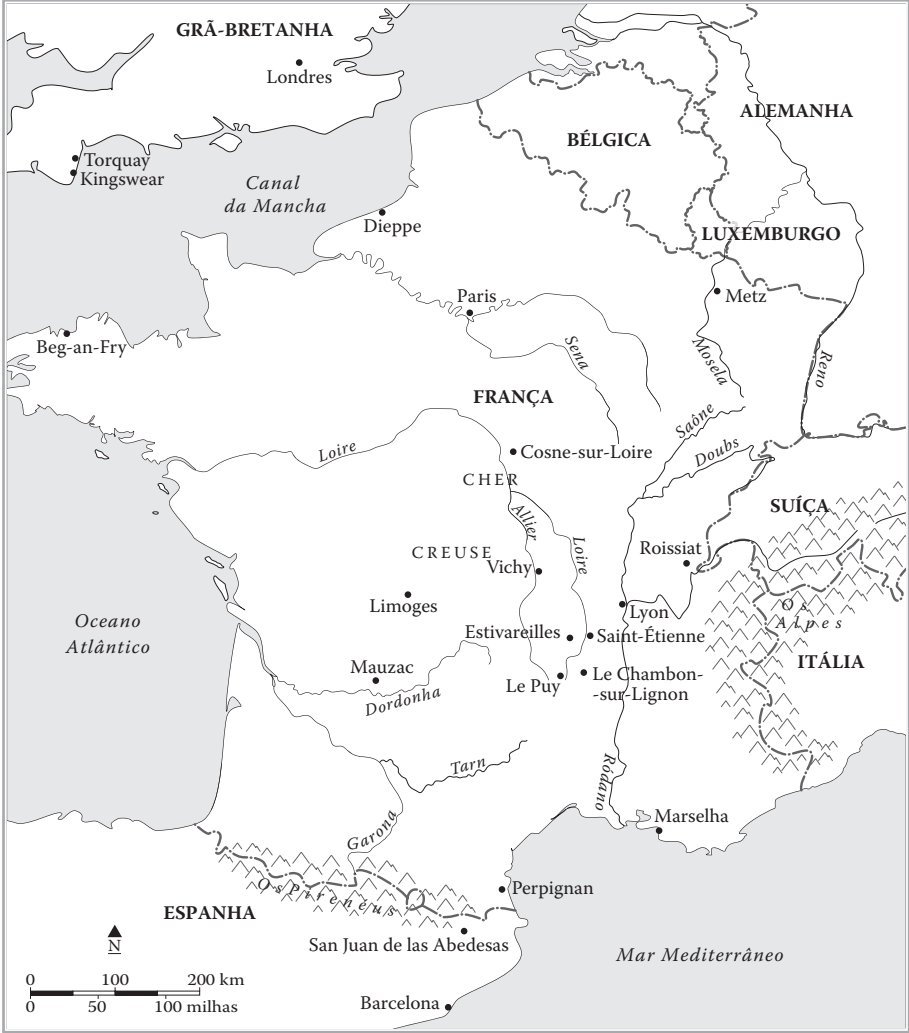 GRÃ-BRETANHA
Londres
ALEMANHA
BÉLGICA
Torquay
Kingswear
Canal
da Mancha
Dieppe
LUXEMBURGO
Metz
Paris
Beg-an-Fry
Sena
Mosela
Reno
FRANÇA
Saône
Loire
Cosne-sur-Loire
Doubs
CHER
SUÍÇA
Allier
Loire
CREUSE
Vichy
Roissiat
Limoges
Lyon
Os
Alpes
Oceano
Atlântico
Estivareilles
Saint-Étienne
ITÁLIA
Mauzac
Le Puy
Le Chambon-
-sur-Lignon
Dordonha
Tarn
Ródano
Garona
Marselha
Os Pirenéus
Perpignan
ESPANHA
N
San Juan de las Abedesas
Mar Mediterrâneo
0 100 200 km
0 50 100 milhas
Barcelona